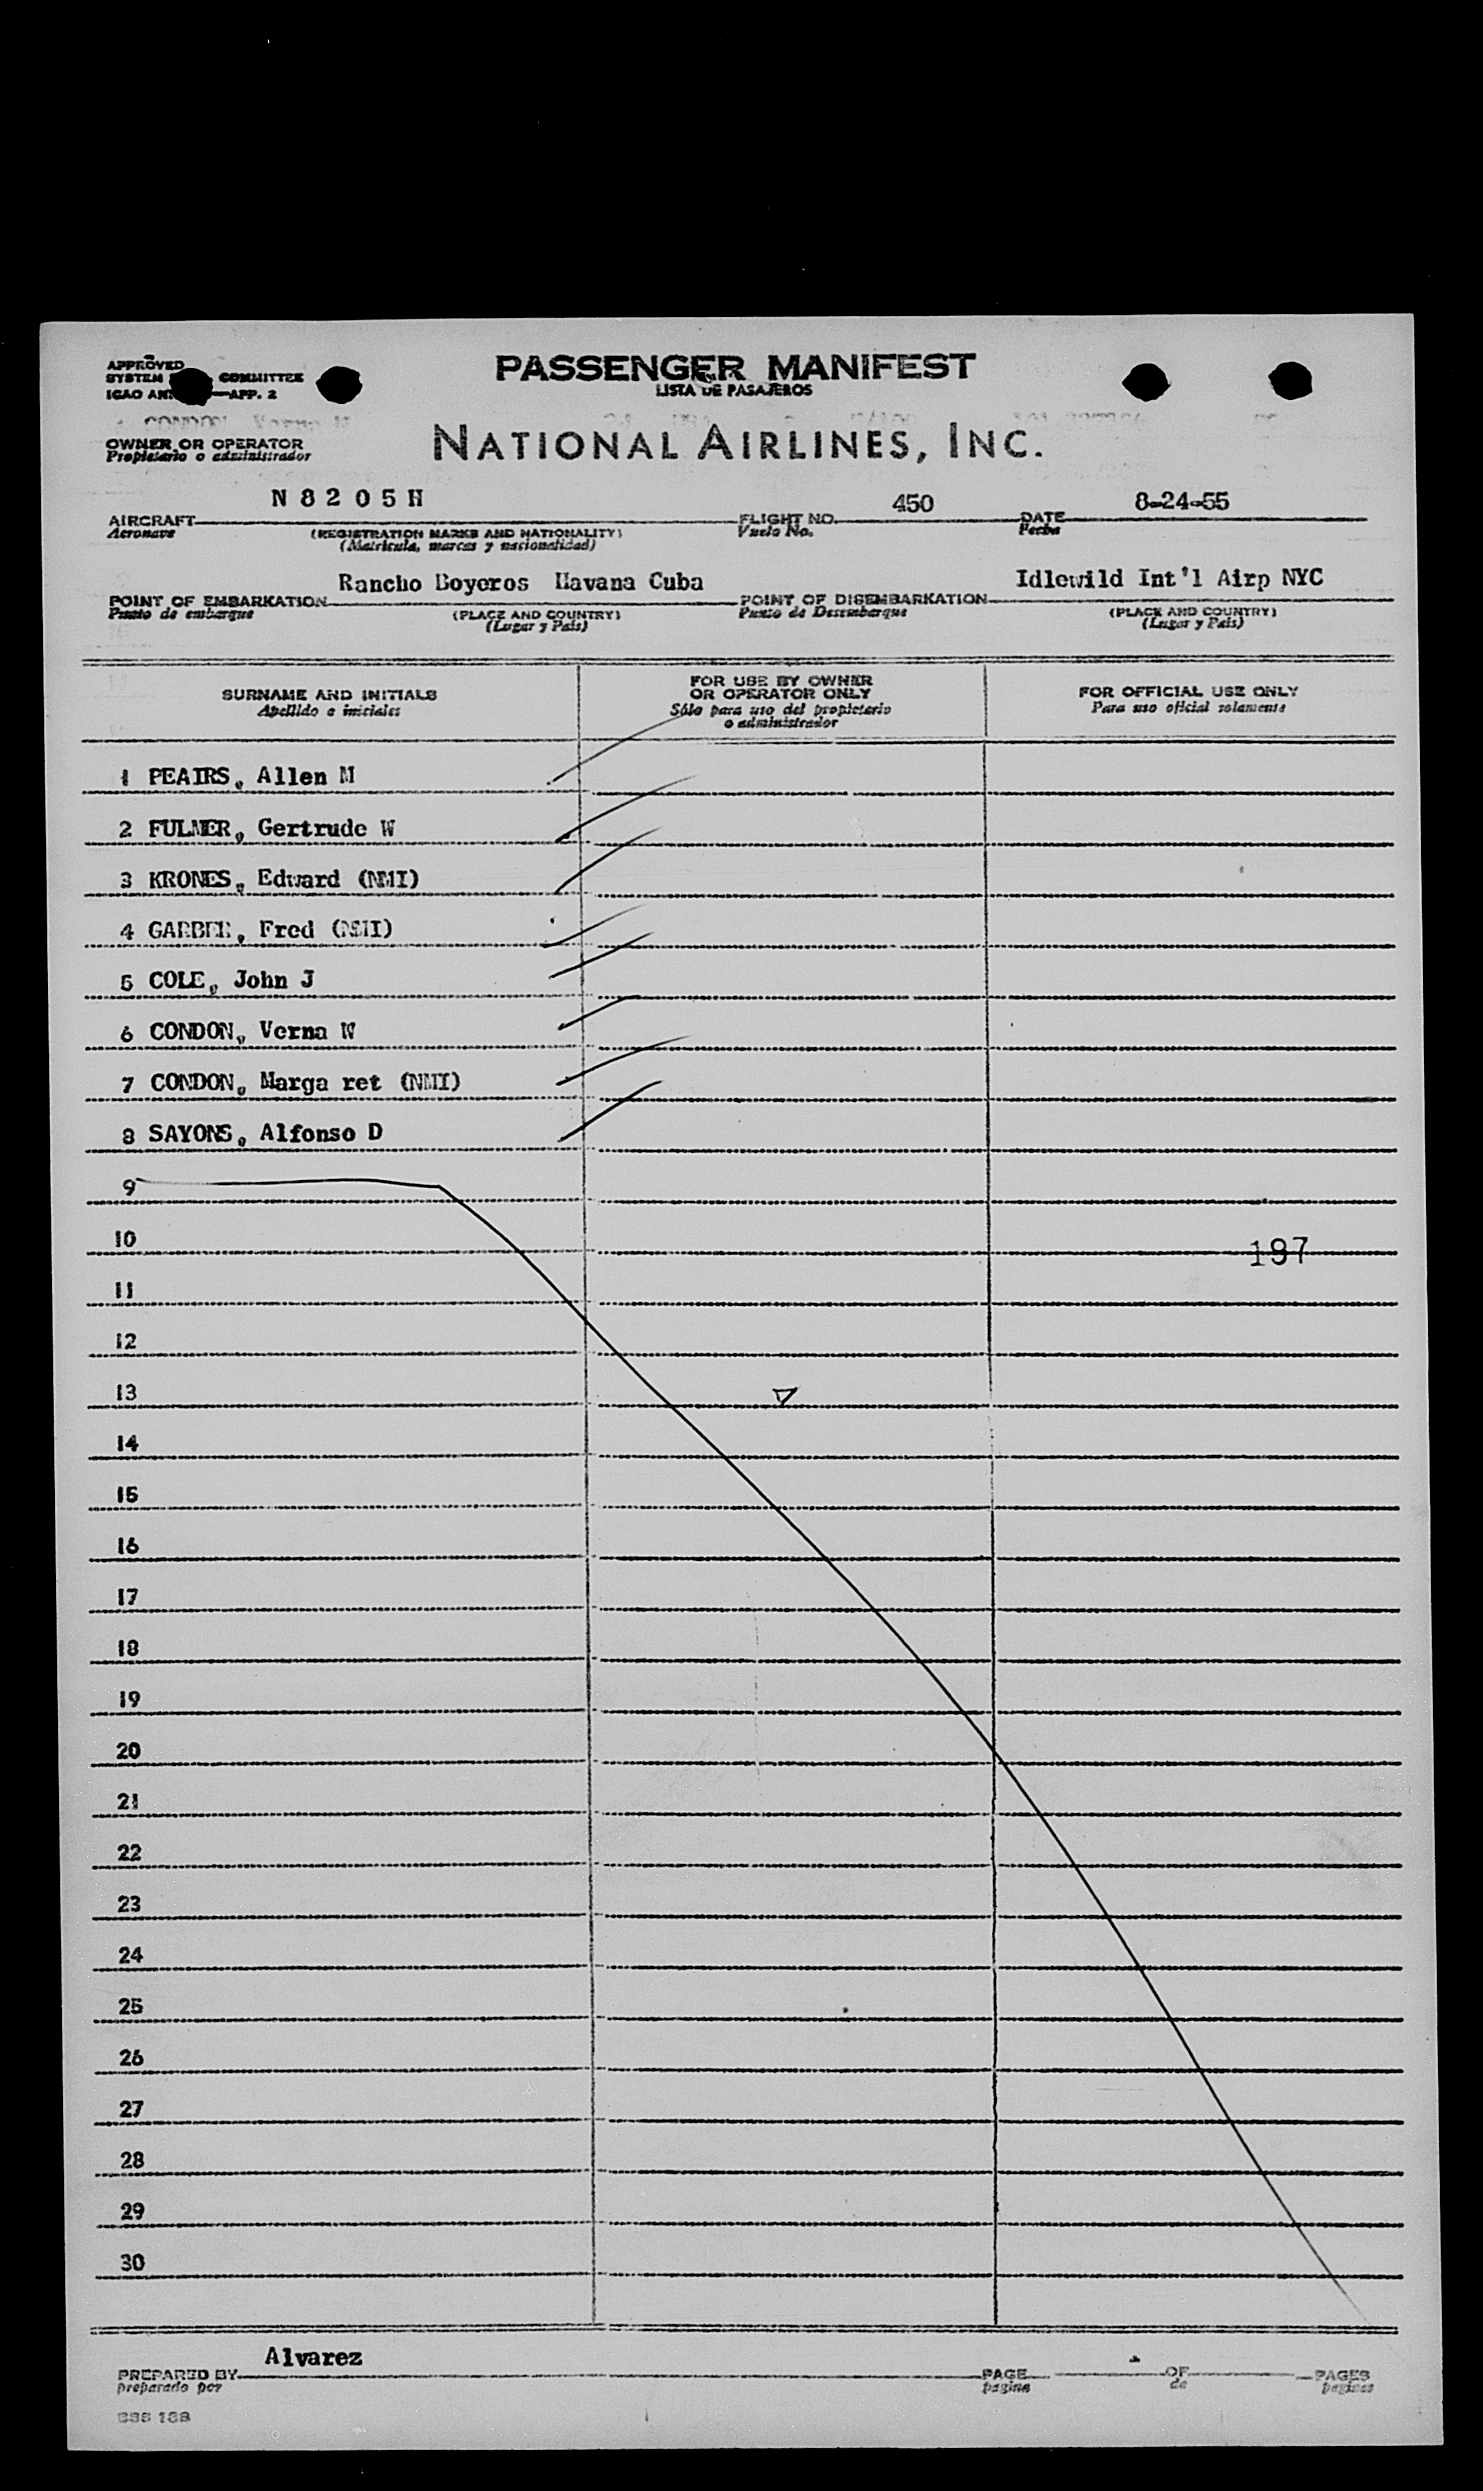 APPROVED
SYSTEM COMMITTEE
ICAO APP. 2
PASSENGER MANIFEST
LISTA DE PASAJEROS
OWNER OR OPERATOR
Propietario o administrador
NATIONAL AIRLINES, INC.
AIRCRAFT N 8 2 0 5 H FLIGHT NO. 450 DATE 8-24-55
Aeronave (REGISTRATION MARKS AND NATIONALITY) Vuelo No. Fecha
(Matricula, marcas y nacionalidad)
POINT OF EMBARKATION Rancho Boyeros Havana Cuba POINT OF DISEMBARKATION Idlewild Int'l Airp NYC
Punto de embarque (PLACE AND COUNTRY) Punto de Desembarque (PLACE AND COUNTRY)
(Lugar y Pais) (Lugar y Pais)
SURNAME AND INITIALS
Apellido e iniciales
FOR USE BY OWNER
OR OPERATOR ONLY
Sólo para uso del propietario
o administrador
FOR OFFICIAL USE ONLY
Para uso oficial solamente
1 PEAIRS, Allen M
2 FULMER, Gertrude W
3 KRONES, Edward (NMI)
4 GARBER, Fred (NMI)
5 COLE, John J
6 CONDON, Verna W
7 CONDON, Marga ret (NMI)
8 SAYONS, Alfonso D
9
10 197
11
12
13
14
15
16
17
18
19
20
21
22
23
24
25
26
27
28
29
30
PREPARED BY Alvarez PAGE OF PAGES
preparado por pagina de paginas